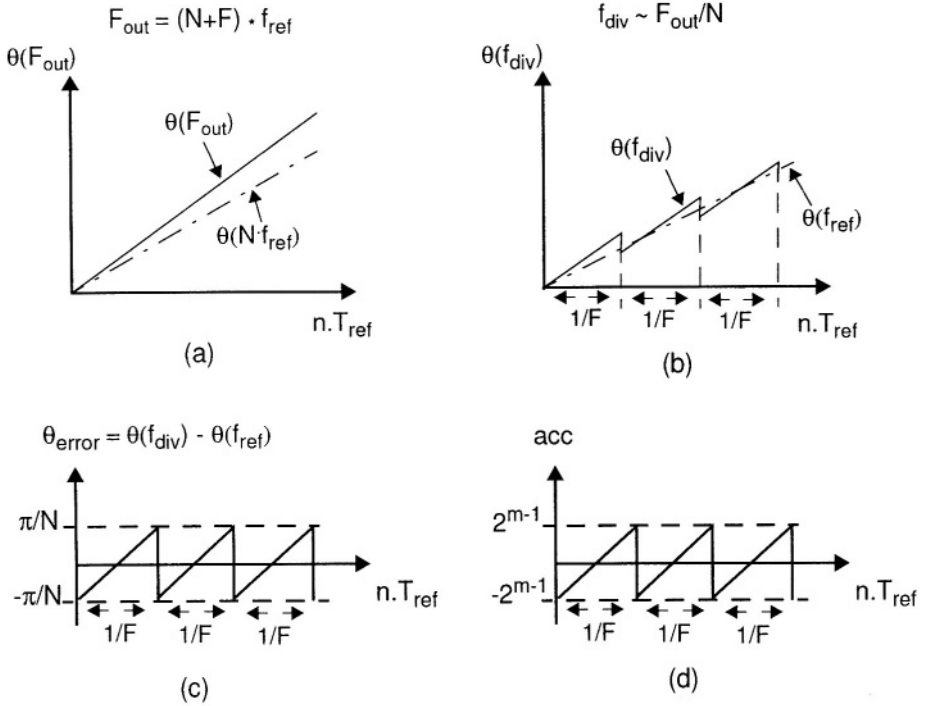 F_out = (N+F) • f_ref
θ(F_out)
θ(F_out)
θ(N·f_ref)
n.T_ref
(a)
f_div ~ F_out/N
θ(f_div)
θ(f_div)
θ(f_ref)
1/F 1/F 1/F n.T_ref
(b)
θ_error = θ(f_div) - θ(f_ref)
π/N
-π/N
n.T_ref
1/F 1/F 1/F
(c)
acc
2^m-1
-2^m-1
n.T_ref
1/F 1/F 1/F
(d)